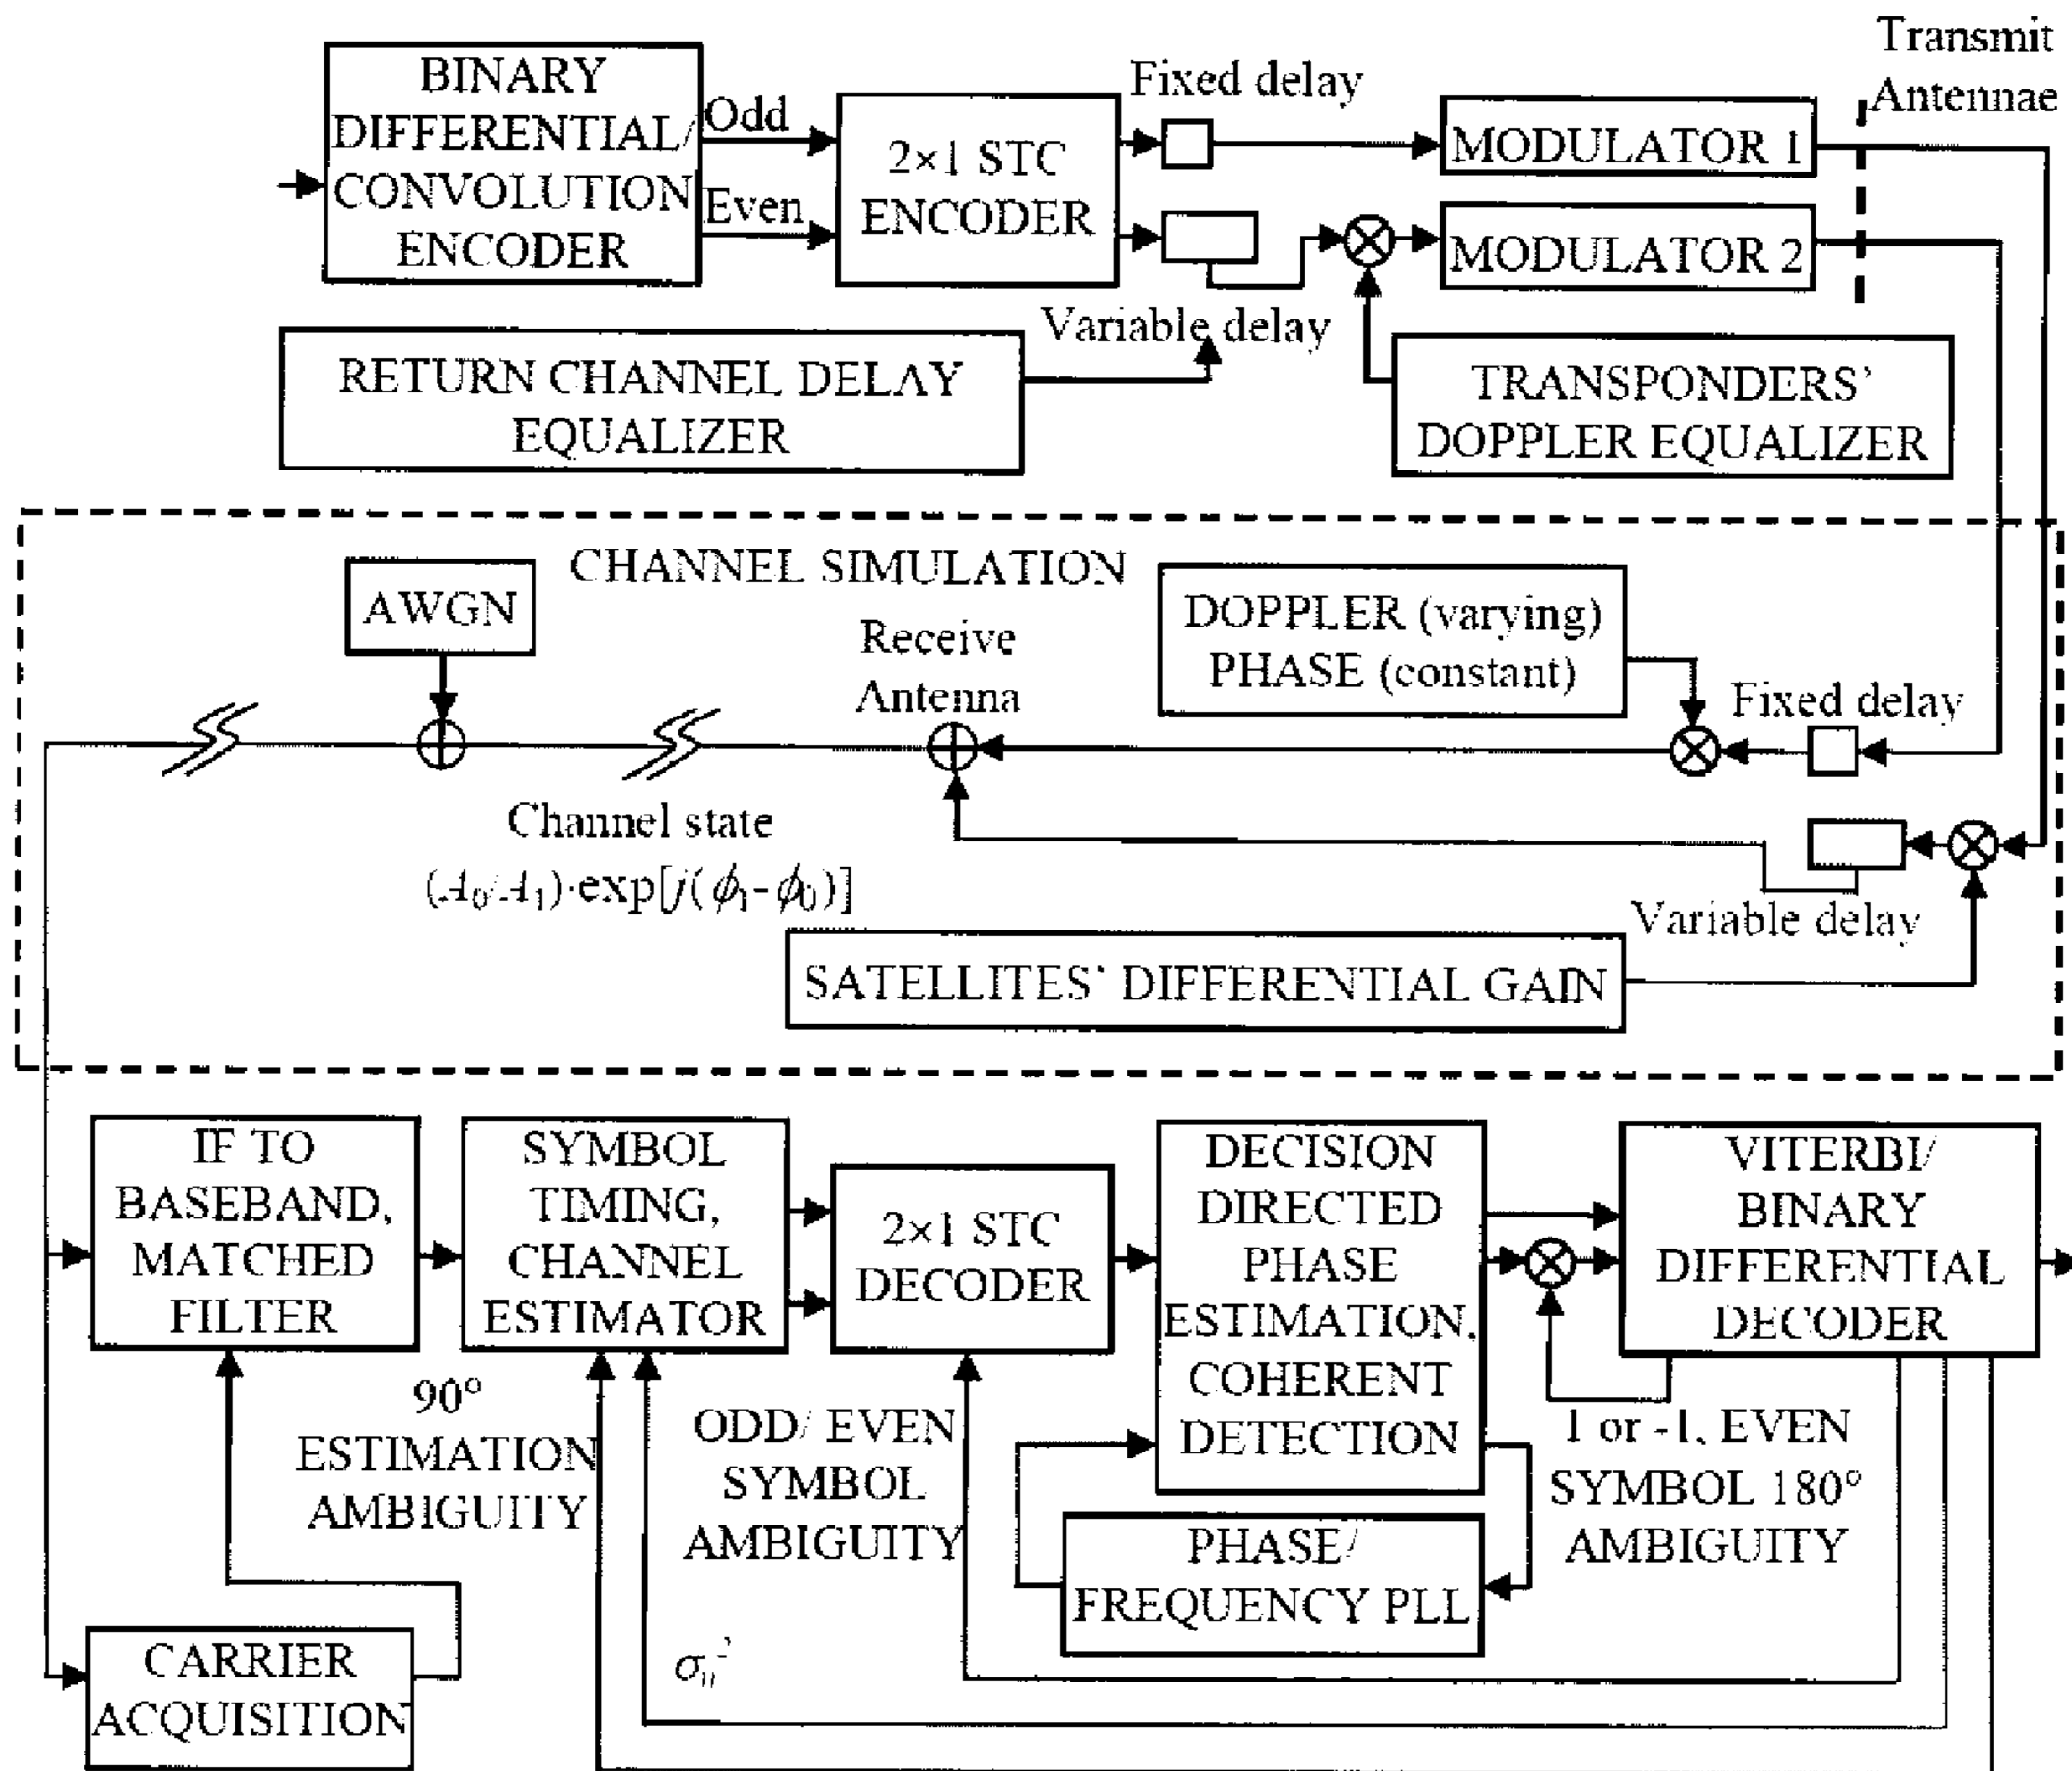 BINARY
DIFFERENTIAL/
CONVOLUTION
ENCODER
Odd
Even
2×1 STC
ENCODER
Fixed delay
Variable delay
MODULATOR 1
MODULATOR 2
Transmit
Antennae
RETURN CHANNEL DELAY
EQUALIZER
TRANSPONDERS’
DOPPLER EQUALIZER
CHANNEL SIMULATION
AWGN
Receive
Antenna
DOPPLER (varying)
PHASE (constant)
Fixed delay
Channel state
(A₀/A₁)·exp[j(ϕ₁-ϕ₀)]
Variable delay
SATELLITES’ DIFFERENTIAL GAIN
IF TO
BASEBAND,
MATCHED
FILTER
SYMBOL
TIMING,
CHANNEL
ESTIMATOR
2×1 STC
DECODER
DECISION
DIRECTED
PHASE
ESTIMATION,
COHERENT
DETECTION
VITERBI/
BINARY
DIFFERENTIAL
DECODER
90°
ESTIMATION
AMBIGUITY
ODD/ EVEN
SYMBOL
AMBIGUITY
1 or -1, EVEN
SYMBOL 180°
AMBIGUITY
PHASE/
FREQUENCY PLL
CARRIER
ACQUISITION